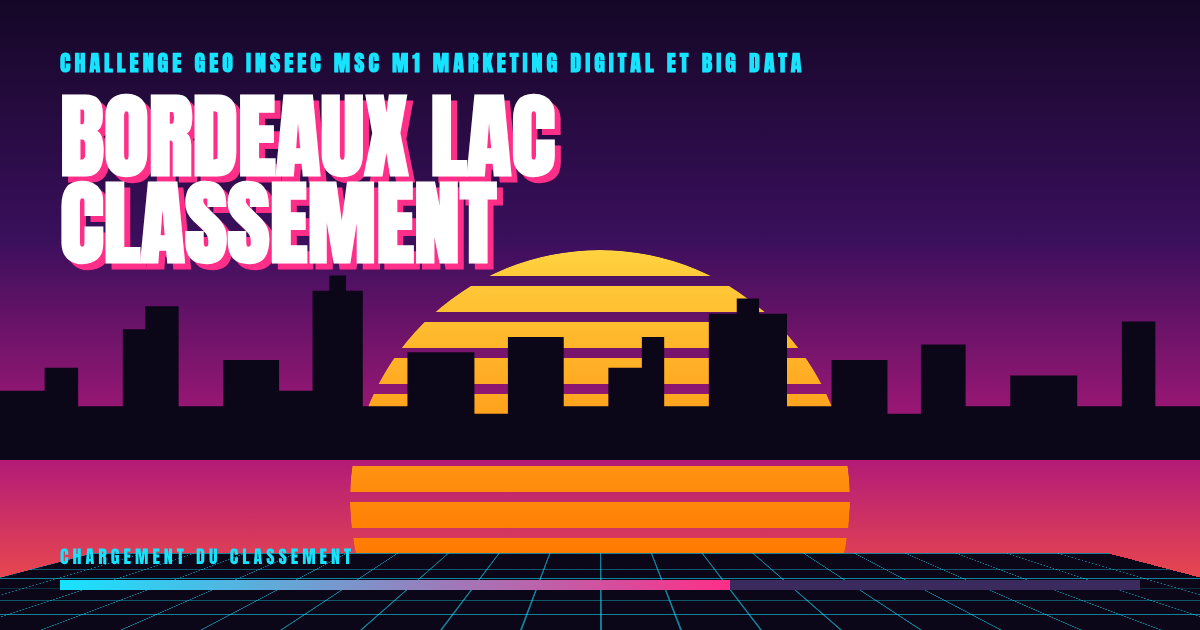 CHALLENGE GEO INSEEC MSC M1 MARKETING DIGITAL ET BIG DATA
BORDEAUX LAC
CLASSEMENT
CHARGEMENT DU CLASSEMENT